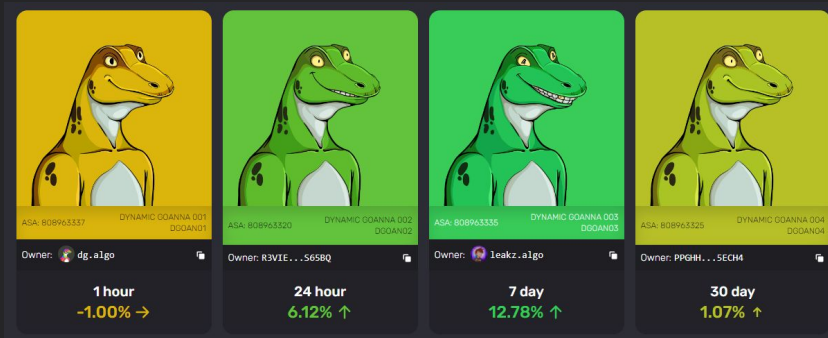 ASA: 808963337
DYNAMIC GOANNA 001
DGOAN01
Owner: dg.algo
1 hour
-1.00% →
ASA: 808963320
DYNAMIC GOANNA 002
DGOAN02
Owner: R3VIE...S65BQ
24 hour
6.12% ↑
ASA: 808963335
DYNAMIC GOANNA 003
DGOAN03
Owner: leakz.algo
7 day
12.78% ↑
ASA: 808963325
DYNAMIC GOANNA 004
DGOAN04
Owner: PPGHH...5ECH4
30 day
1.07% ↑